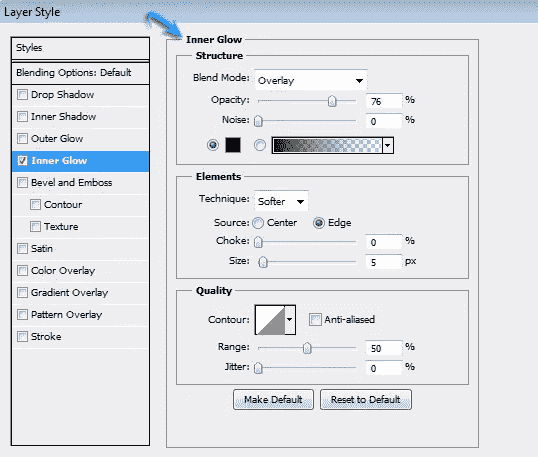 Layer Style
Styles
Blending Options: Default
Drop Shadow
Inner Shadow
Outer Glow
Inner Glow
Bevel and Emboss
Contour
Texture
Satin
Color Overlay
Gradient Overlay
Pattern Overlay
Stroke
Inner Glow
Structure
Blend Mode: Overlay
Opacity: 76 %
Noise: 0 %
Elements
Technique: Softer
Source: Center Edge
Choke: 0 %
Size: 5 px
Quality
Contour: Anti-aliased
Range: 50 %
Jitter: 0 %
Make Default Reset to Default